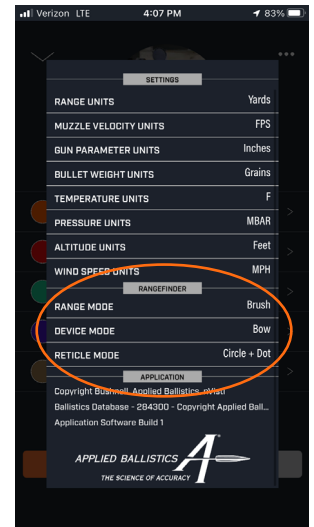 Verizon LTE 4:07 PM 83%
SETTINGS
RANGE UNITS Yards
MUZZLE VELOCITY UNITS FPS
GUN PARAMETER UNITS Inches
BULLET WEIGHT UNITS Grains
TEMPERATURE UNITS F
PRESSURE UNITS MBAR
ALTITUDE UNITS Feet
WIND SPEED UNITS MPH
RANGEFINDER
RANGE MODE Brush
DEVICE MODE Bow
RETICLE MODE Circle + Dot
APPLICATION
Copyright Bushnell, Applied Ballistics, nVisti
Ballistics Database - 284300 - Copyright Applied Ball...
Application Software Build 1
APPLIED BALLISTICS A
THE SCIENCE OF ACCURACY